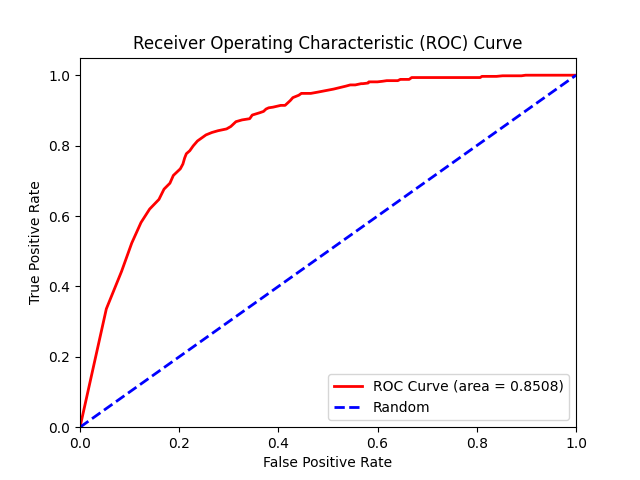 Receiver Operating Characteristic (ROC) Curve
1.0
0.8
0.6
0.4
0.2
0.0
True Positive Rate
ROC Curve (area = 0.8508)
Random
0.0 0.2 0.4 0.6 0.8 1.0
False Positive Rate